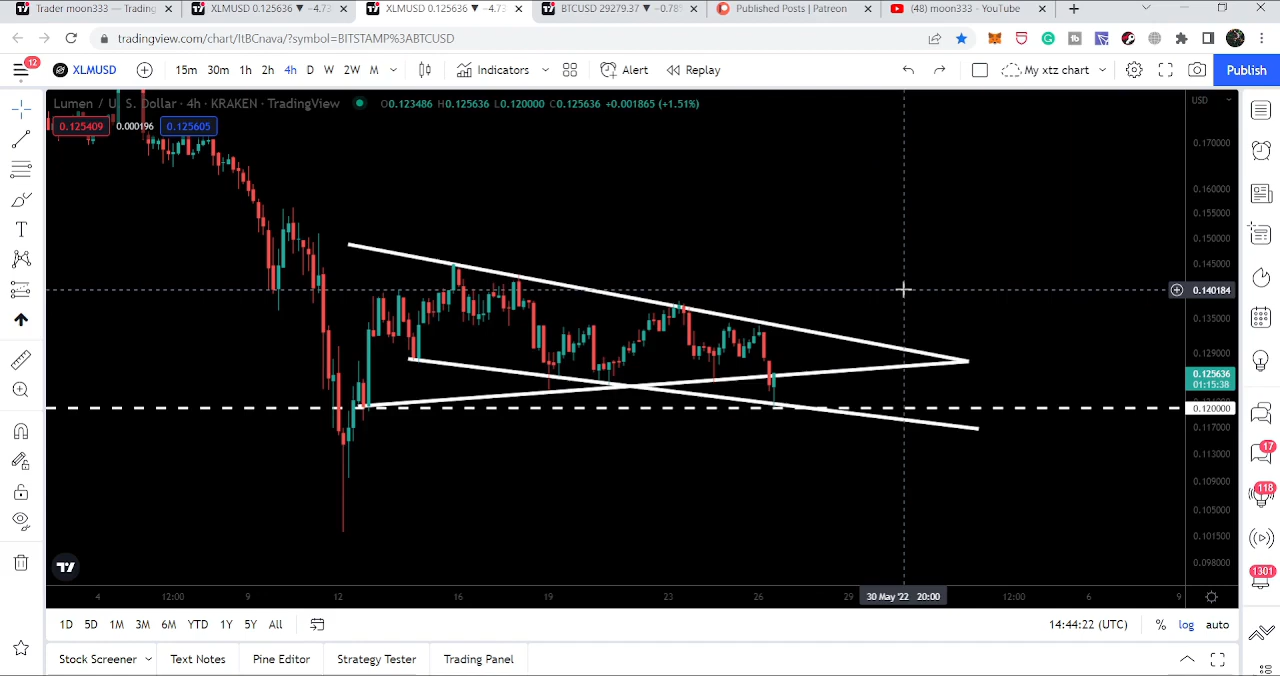 Trader moon333 — Trading
XLMUSD 0.125636 ▼ −4.73
XLMUSD 0.125636 ▼ −4.73
BTCUSD 29279.37 ▼ −0.785
Published Posts | Patreon
(48) moon333 - YouTube
tradingview.com/chart/ltBCnava/?symbol=BITSTAMP%3ABTCUSD
12
XLMUSD
15m 30m 1h 2h 4h D W 2W M
Indicators
Alert
Replay
My xtz chart
Publish
Lumen / U. S. Dollar · 4h · KRAKEN · TradingView
O0.123486 H0.125636 L0.120000 C0.125636 +0.001865 (+1.51%)
USD
0.125409 0.000196 0.125605
0.170000
0.160000
0.155000
0.150000
0.145000
0.140184
0.135000
0.129000
0.125636
01:15:38
0.120000
0.117000
0.113000
0.109000
0.105000
0.101500
0.098000
17
118
1301
4 12:00 9 12 16 19 23 26 29 30 May '22 20:00 12:00 6 9
1D 5D 1M 3M 6M YTD 1Y 5Y All
14:44:22 (UTC) % log auto
Stock Screener Text Notes Pine Editor Strategy Tester Trading Panel